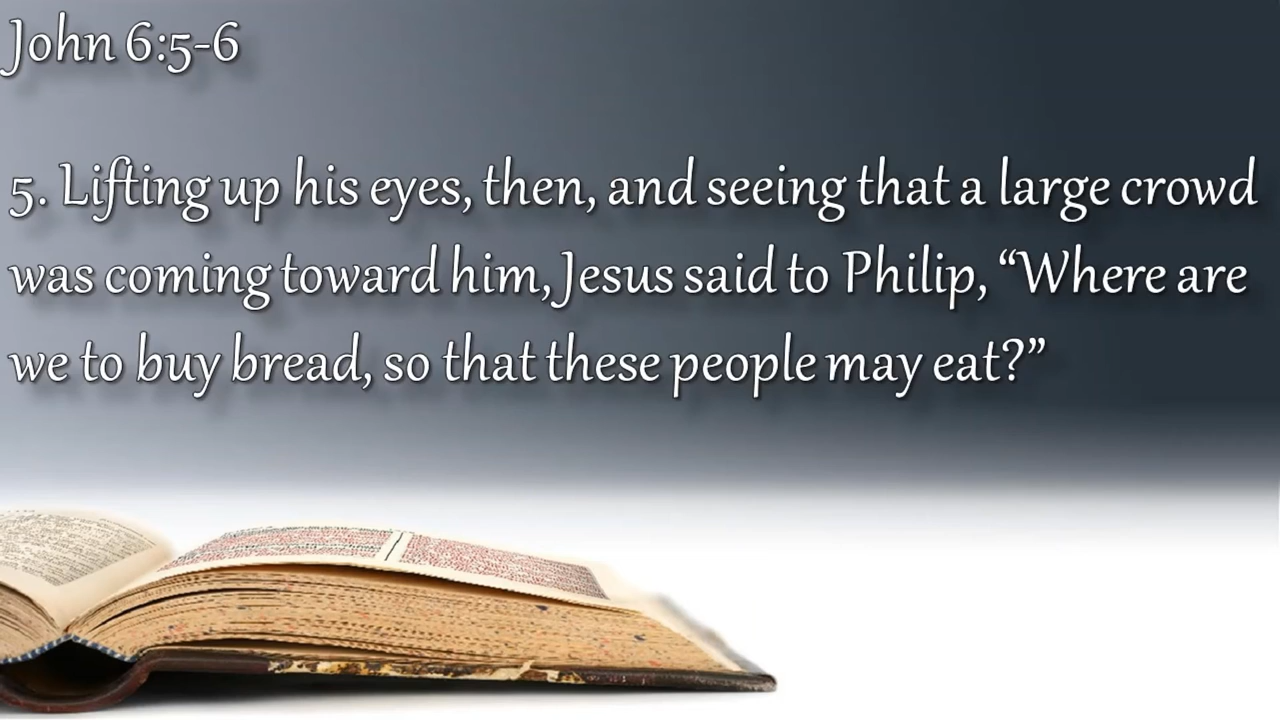 John 6:5-6
5. Lifting up his eyes, then, and seeing that a large crowd
was coming toward him, Jesus said to Philip, “Where are
we to buy bread, so that these people may eat?”